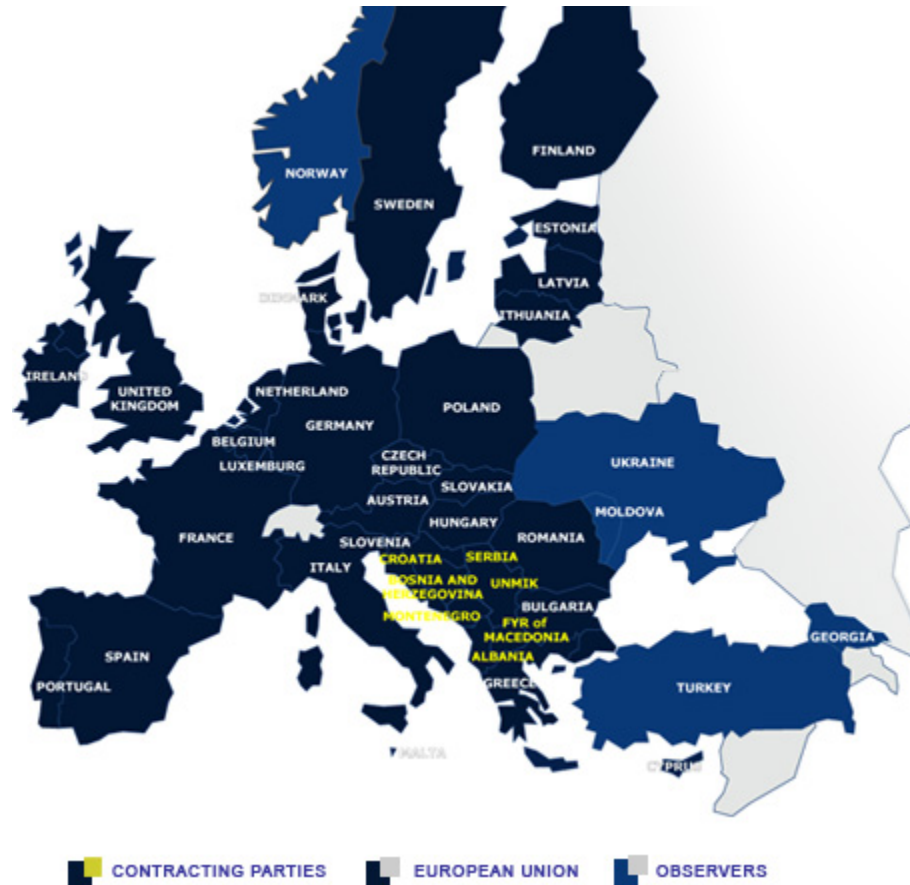 FINLAND
NORWAY
SWEDEN
ESTONIA
LATVIA
DENMARK
ITHUANIA
IRELAND
UNITED
KINGDOM
NETHERLAND
POLAND
GERMANY
BELGIUM
CZECH
REPUBLIC
LUXEMBURG
UKRAINE
SLOVAKIA
AUSTRIA
MOLDOVA
HUNGARY
FRANCE
SLOVENIA
ROMANIA
CROATIA
SERBIA
ITALY
BOSNIA AND
HERZEGOVINA
UNMIK
BULGARIA
MONTENEGRO
FYR of
MACEDONIA
GEORGIA
SPAIN
ALBANIA
PORTUGAL
GREECE
TURKEY
MALTA
CYPRUS
CONTRACTING PARTIES
EUROPEAN UNION
OBSERVERS